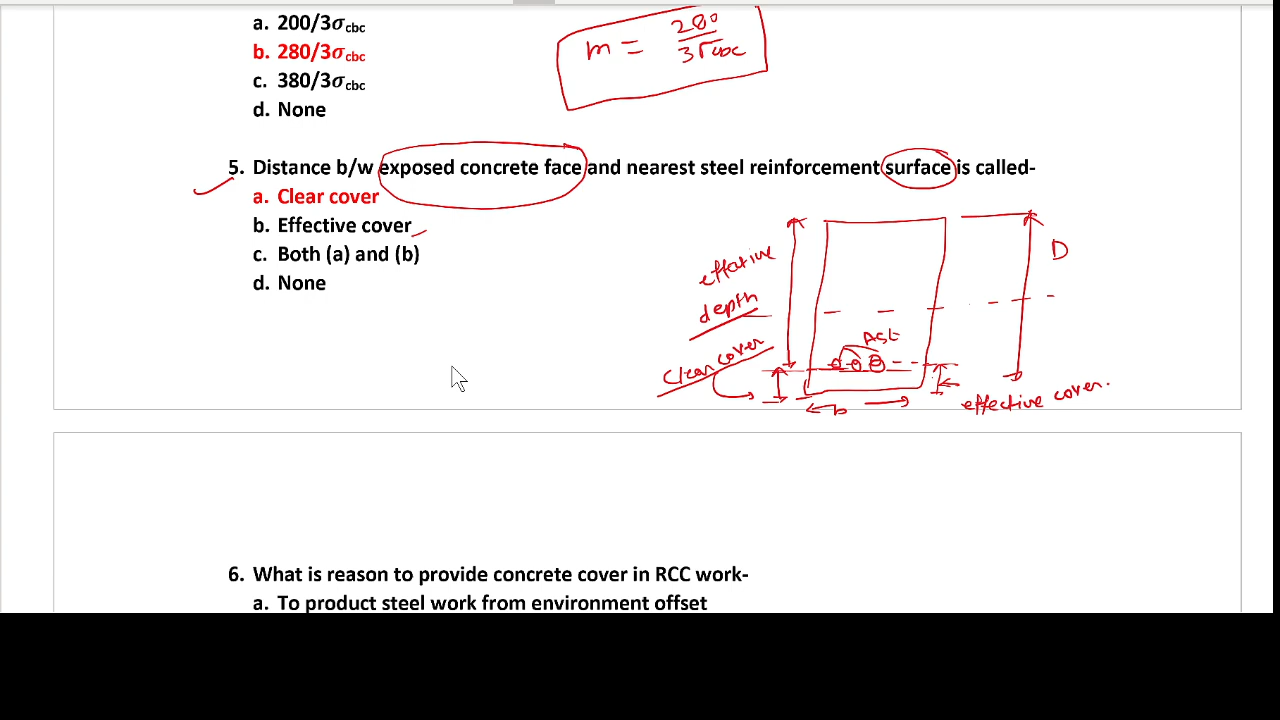 a. 200/3σcbc
b. 280/3σcbc
c. 380/3σcbc
d. None
m = 280/3σcbc
5. Distance b/w exposed concrete face and nearest steel reinforcement surface is called-
a. Clear cover
b. Effective cover
c. Both (a) and (b)
d. None
effective
depth
D
Ast
clear cover
b
effective cover.
6. What is reason to provide concrete cover in RCC work-
a. To product steel work from environment offset